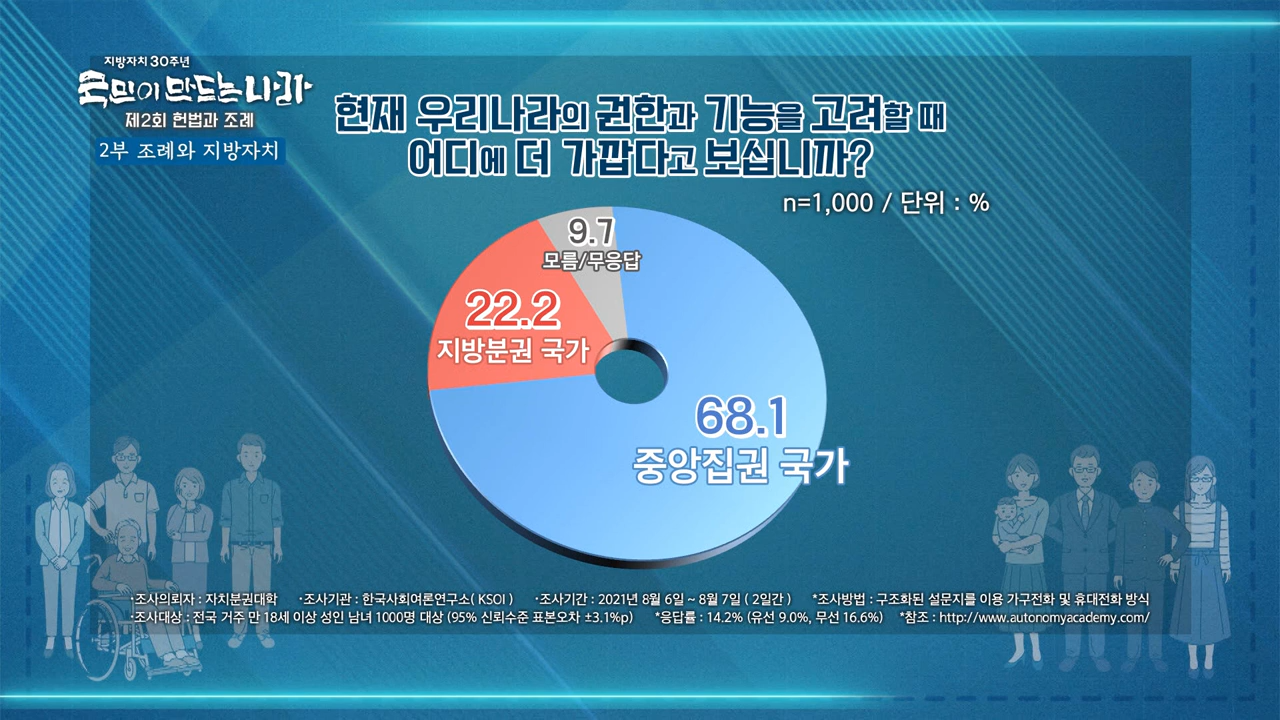 지방자치 30주년
국민이 만드는 나라
제2회 헌법과 조례
2부 조례와 지방자치
현재 우리나라의 권한과 기능을 고려할 때
어디에 더 가깝다고 보십니까?
n=1,000 / 단위 : %
9.7
모름/무응답
22.2
지방분권 국가
68.1
중앙집권 국가
·조사의뢰자 : 자치분권대학 ·조사기관 : 한국사회여론연구소( KSOI ) ·조사기간 : 2021년 8월 6일 ~ 8월 7일 ( 2일간 ) *조사방법 : 구조화된 설문지를 이용 가구전화 및 휴대전화 방식
·조사대상 : 전국 거주 만 18세 이상 성인 남녀 1000명 대상 (95% 신뢰수준 표본오차 ±3.1%p) *응답률 : 14.2% (유선 9.0%, 무선 16.6%) *참조 : http://www.autonomyacademy.com/